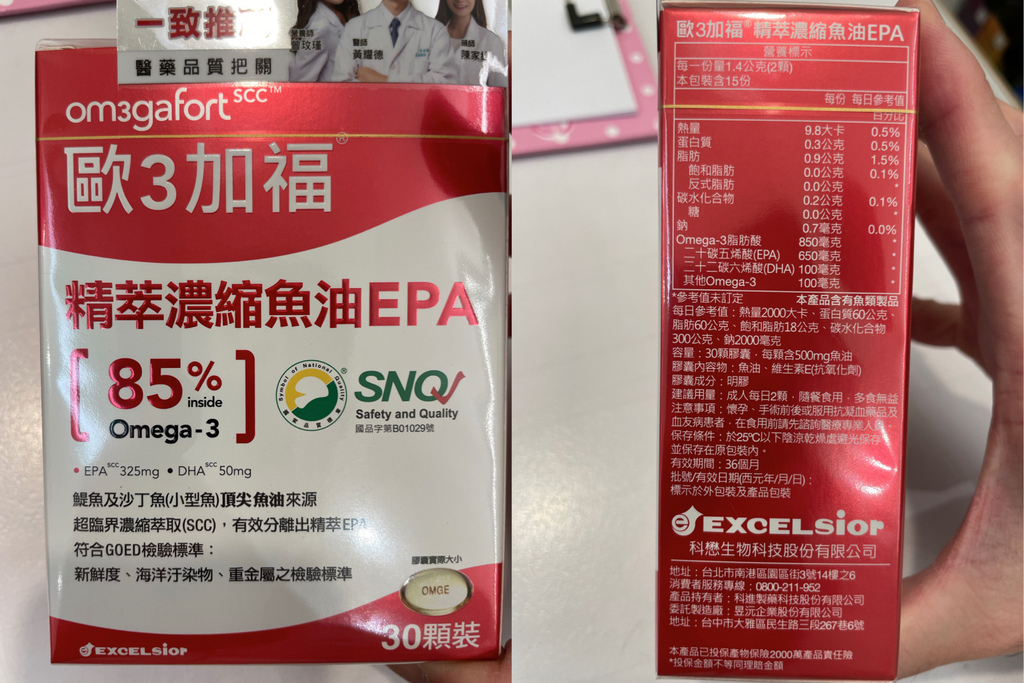 一致推
醫藥品質把關
營養師
曾玟瑾
醫師
黃耀德
藥師
om3gafort SCC™
歐3加福®
精萃濃縮魚油EPA
85% inside
Omega-3
Symbol of National Quality
國家品質標章
SNQ
Safety and Quality
國品字第B01029號
• EPA SCC 325mg • DHA SCC 50mg
鯷魚及沙丁魚(小型魚)頂尖魚油來源
超臨界濃縮萃取(SCC)，有效分離出精萃EPA
符合GOED檢驗標準：
新鮮度、海洋汙染物、重金屬之檢驗標準
膠囊實際大小
OMGE
30顆裝
EXCELSior
歐3加福®精萃濃縮魚油EPA
營養標示
每一份量1.4公克(2顆)
本包裝含15份
每份 每日參考值
百分比
熱量 9.8大卡 0.5%
蛋白質 0.3公克 0.5%
脂肪 0.9公克 1.5%
飽和脂肪 0.0公克 0.1%
反式脂肪 0.0公克 *
碳水化合物 0.2公克 0.1%
糖 0.0公克 *
鈉 0.7毫克 0.0%
Omega-3脂肪酸 850毫克 *
二十碳五烯酸(EPA) 650毫克 *
二十二碳六烯酸(DHA) 100毫克 *
其他Omega-3 100毫克 *
*參考值未訂定 本產品含有魚類製品
每日參考值：熱量2000大卡、蛋白質60公克、
脂肪60公克、飽和脂肪18公克、碳水化合物
300公克、鈉2000毫克
容量：30顆膠囊，每顆含500mg魚油
膠囊內容物：魚油、維生素E(抗氧化劑)
膠囊成分：明膠
建議用量：成人每日2顆，隨餐食用，多食無益
注意事項：懷孕、手術前後或服用抗凝血藥品及
血友病患者，在食用前請先諮詢醫療專業人員
保存條件：於25°C以下陰涼乾燥處避光保存，
並保存在原包裝內。
有效期間：36個月
批號/有效日期(西元年/月/日)：
標示於外包裝及產品包裝
EXCELSior
科懋生物科技股份有限公司
地址：台北市南港區園區街3號14樓之6
消費者服務專線：0800-211-952
產品持有者：科進製藥科技股份有限公司
委託製造廠：昱沅企業股份有限公司
地址：台中市大雅區民生路三段267巷6號
本產品已投保產物保險2000萬產品責任險
*投保金額不等同理賠金額